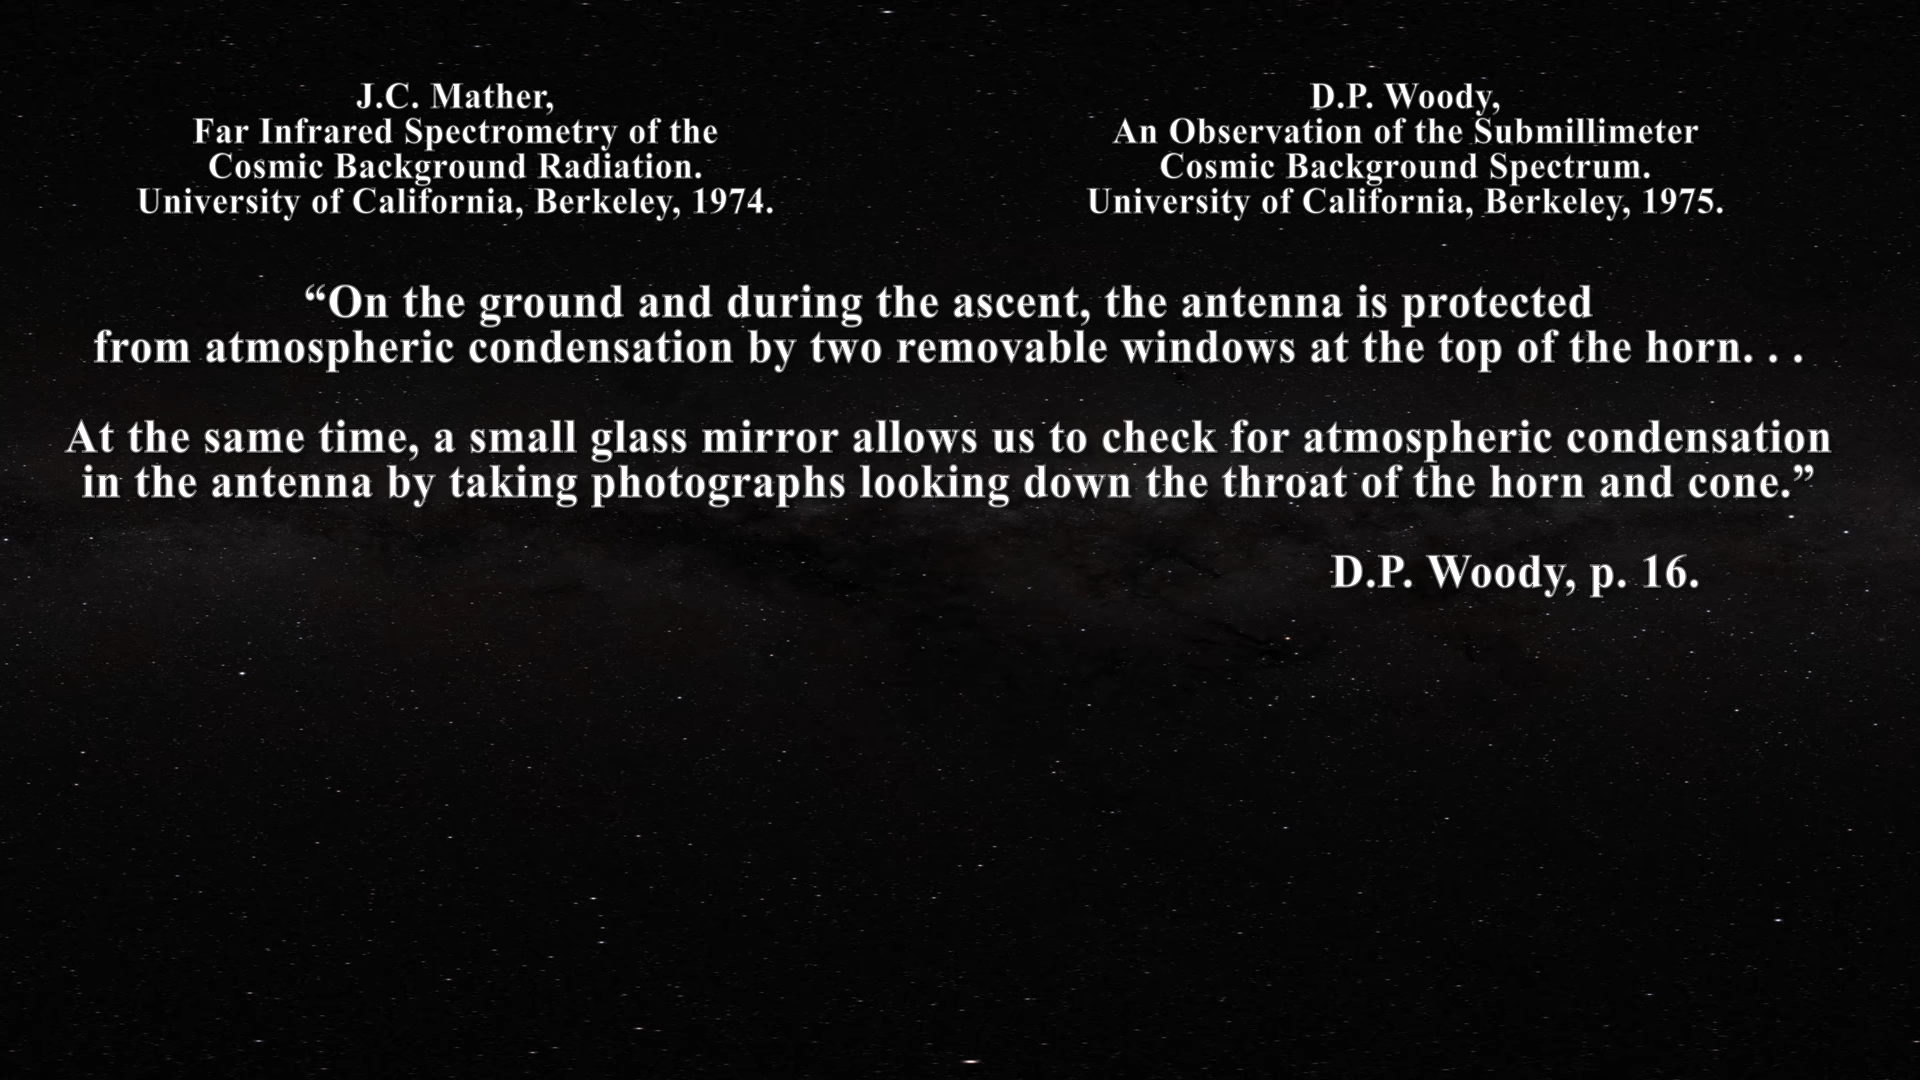 J.C. Mather,
Far Infrared Spectrometry of the
Cosmic Background Radiation.
University of California, Berkeley, 1974.
D.P. Woody,
An Observation of the Submillimeter
Cosmic Background Spectrum.
University of California, Berkeley, 1975.
“On the ground and during the ascent, the antenna is protected
from atmospheric condensation by two removable windows at the top of the horn. . .
At the same time, a small glass mirror allows us to check for atmospheric condensation
in the antenna by taking photographs looking down the throat of the horn and cone.”
D.P. Woody, p. 16.